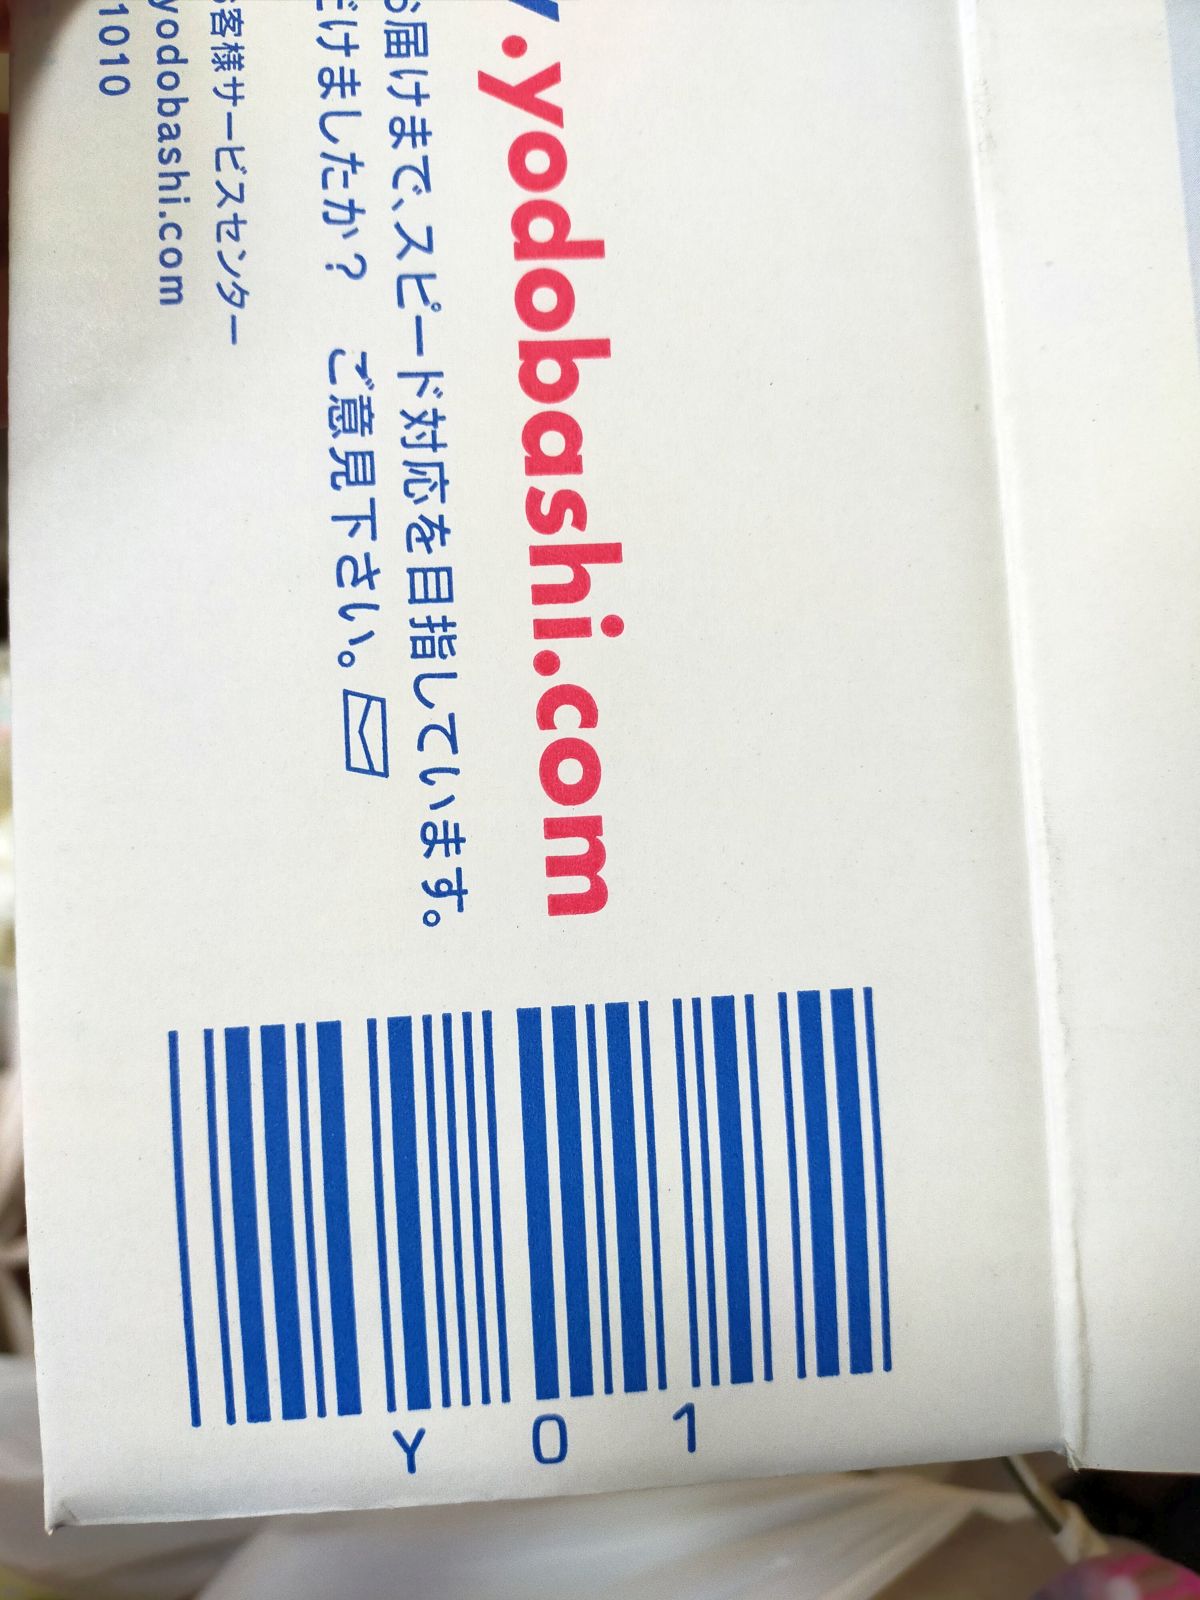 .yodobashi.com
お届けまで、スピード対応を目指しています。
だけましたか？ ご意見下さい。
お客様サービスセンター
yodobashi.com
1010
Y01